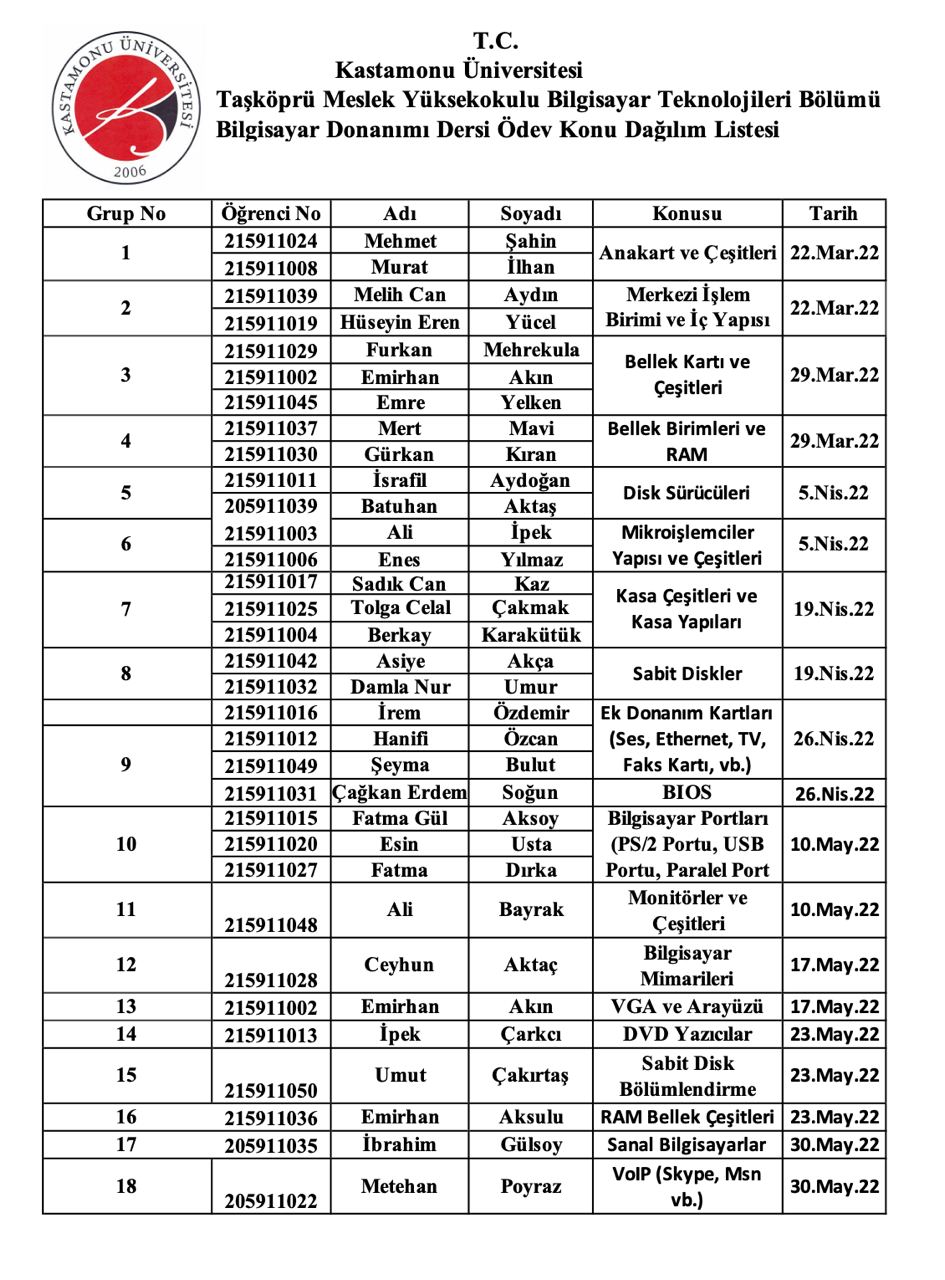 KASTAMONU ÜNİVERSİTESİ
2006
T.C.
Kastamonu Üniversitesi
Taşköprü Meslek Yüksekokulu Bilgisayar Teknolojileri Bölümü
Bilgisayar Donanımı Dersi Ödev Konu Dağılım Listesi
Grup No Öğrenci No Adı Soyadı Konusu Tarih
1 215911024 Mehmet Şahin Anakart ve Çeşitleri 22.Mar.22
215911008 Murat İlhan
2 215911039 Melih Can Aydın Merkezi İşlem 22.Mar.22
215911019 Hüseyin Eren Yücel Birimi ve İç Yapısı
3 215911029 Furkan Mehrekula Bellek Kartı ve 29.Mar.22
215911002 Emirhan Akın Çeşitleri
215911045 Emre Yelken
4 215911037 Mert Mavi Bellek Birimleri ve 29.Mar.22
215911030 Gürkan Kıran RAM
5 215911011 İsrafil Aydoğan Disk Sürücüleri 5.Nis.22
205911039 Batuhan Aktaş
6 215911003 Ali İpek Mikroişlemciler 5.Nis.22
215911006 Enes Yılmaz Yapısı ve Çeşitleri
7 215911017 Sadık Can Kaz Kasa Çeşitleri ve 19.Nis.22
215911025 Tolga Celal Çakmak Kasa Yapıları
215911004 Berkay Karakütük
8 215911042 Asiye Akça Sabit Diskler 19.Nis.22
215911032 Damla Nur Umur
215911016 İrem Özdemir Ek Donanım Kartları 26.Nis.22
215911012 Hanifi Özcan (Ses, Ethernet, TV,
9 215911049 Şeyma Bulut Faks Kartı, vb.)
215911031 Çağkan Erdem Soğun BIOS 26.Nis.22
10 215911015 Fatma Gül Aksoy Bilgisayar Portları 10.May.22
215911020 Esin Usta (PS/2 Portu, USB
215911027 Fatma Dırka Portu, Paralel Port
11 215911048 Ali Bayrak Monitörler ve 10.May.22
Çeşitleri
12 215911028 Ceyhun Aktaç Bilgisayar 17.May.22
Mimarileri
13 215911002 Emirhan Akın VGA ve Arayüzü 17.May.22
14 215911013 İpek Çarkcı DVD Yazıcılar 23.May.22
15 215911050 Umut Çakırtaş Sabit Disk 23.May.22
Bölümlendirme
16 215911036 Emirhan Aksulu RAM Bellek Çeşitleri 23.May.22
17 205911035 İbrahim Gülsoy Sanal Bilgisayarlar 30.May.22
18 205911022 Metehan Poyraz VoIP (Skype, Msn 30.May.22
vb.)